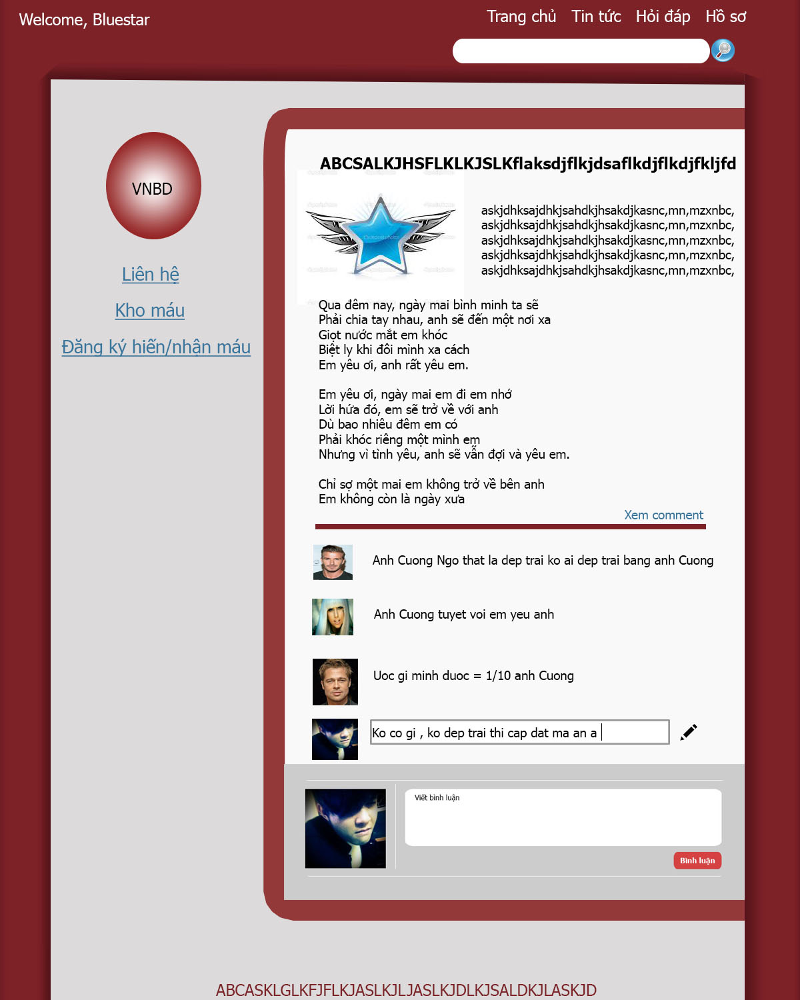 Welcome, Bluestar
Trang chủ Tin tức Hỏi đáp Hồ sơ
VNBD
Liên hệ
Kho máu
Đăng ký hiến/nhận máu
ABCSALKJHSFLKLKJSLKflaksdjflkjdsaflkdjflkdjfkljfd
depositphotos
askjdhksajdhkjsahdkjhsakdjkasnc,mn,mzxnbc,
askjdhksajdhkjsahdkjhsakdjkasnc,mn,mzxnbc,
askjdhksajdhkjsahdkjhsakdjkasnc,mn,mzxnbc,
askjdhksajdhkjsahdkjhsakdjkasnc,mn,mzxnbc,
askjdhksajdhkjsahdkjhsakdjkasnc,mn,mzxnbc,
Qua đêm nay, ngày mai bình minh ta sẽ
Phải chia tay nhau, anh sẽ đến một nơi xa
Giọt nước mắt em khóc
Biệt ly khi đôi mình xa cách
Em yêu ơi, anh rất yêu em.
Em yêu ơi, ngày mai em đi em nhớ
Lời hứa đó, em sẽ trở về với anh
Dù bao nhiêu đêm em có
Phải khóc riêng một mình em
Nhưng vì tình yêu, anh sẽ vẫn đợi và yêu em.
Chỉ sợ một mai em không trở về bên anh
Em không còn là ngày xưa
Xem comment
Anh Cuong Ngo that la dep trai ko ai dep trai bang anh Cuong
Anh Cuong tuyet voi em yeu anh
Uoc gi minh duoc = 1/10 anh Cuong
Ko co gi , ko dep trai thi cap dat ma an a
Viết bình luận
Bình luận
ABCASKLGLKFJFLKJASLKJLJASLKJDLKJSALDKJLASKJD